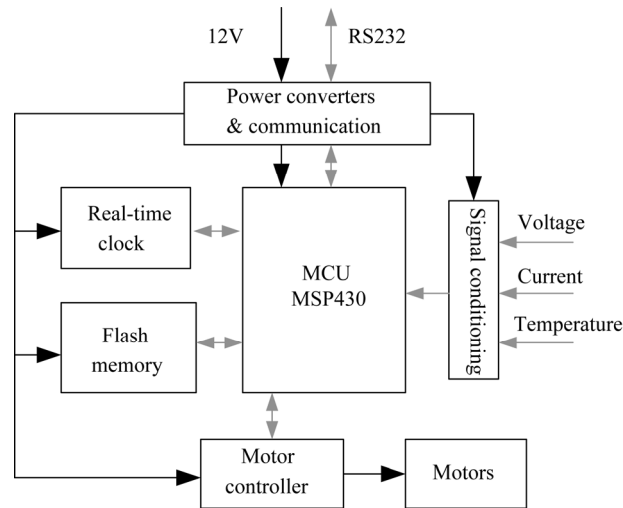 12V
RS232
Power converters
& communication
Real-time
clock
MCU
MSP430
Signal conditioning
Voltage
Current
Temperature
Flash
memory
Motor
controller
Motors